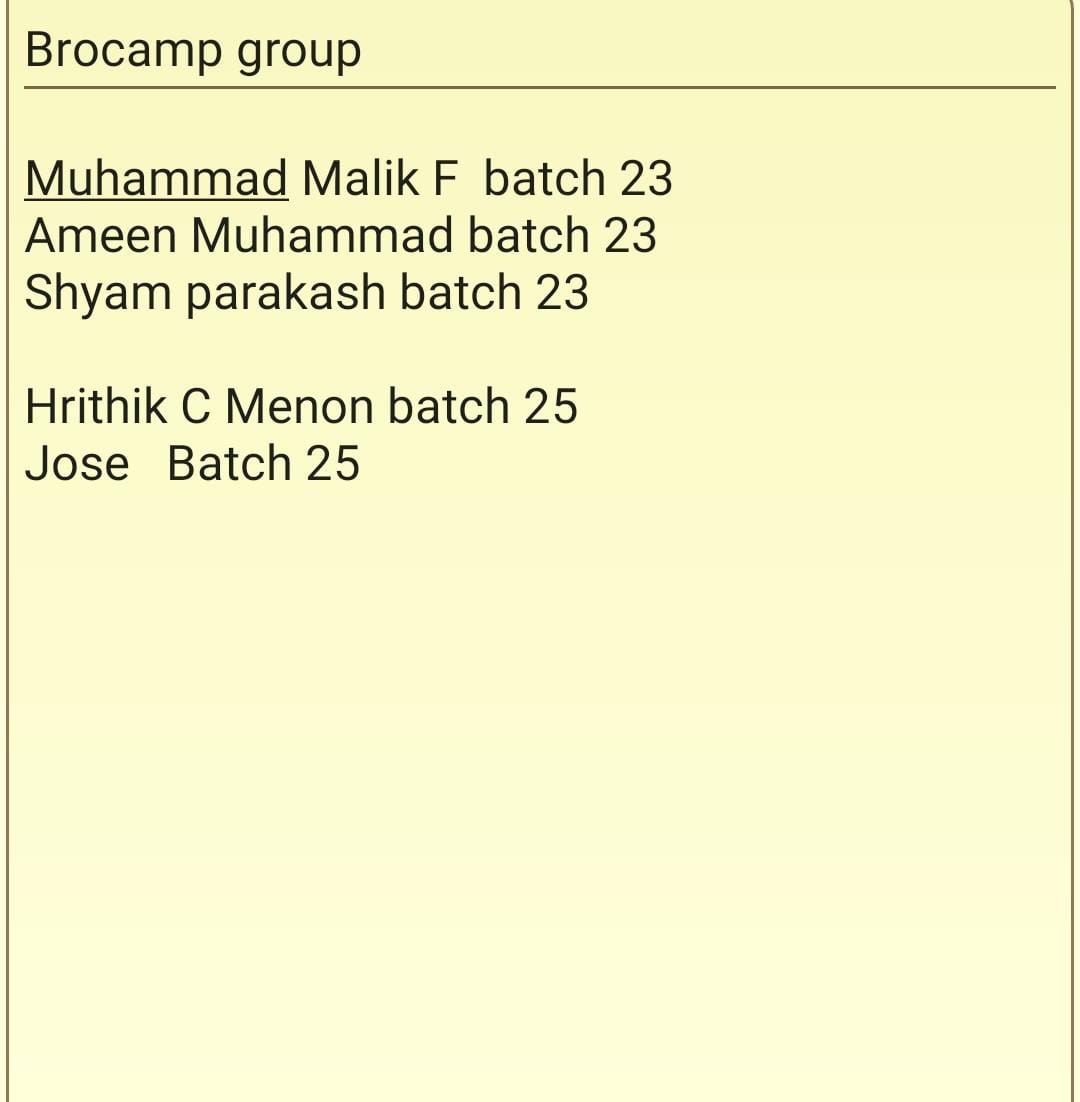 Brocamp group
Muhammad Malik F  batch 23
Ameen Muhammad batch 23
Shyam parakash batch 23
Hrithik C Menon batch 25
Jose   Batch 25